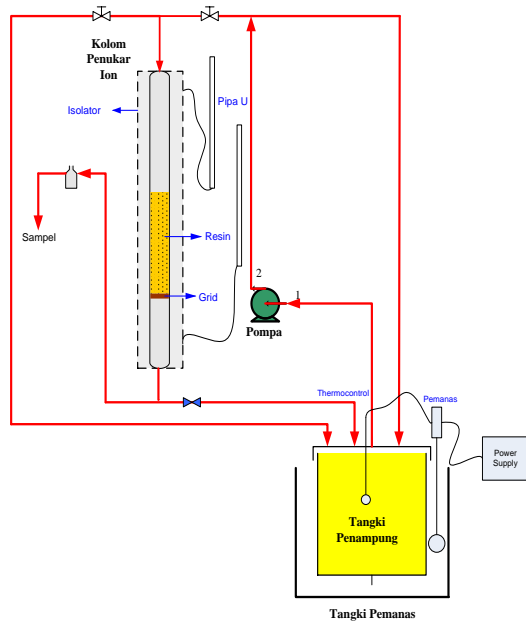 Kolom
Penukar
Ion
Isolator
Pipa U
Sampel
Resin
Grid
2
1
Pompa
Thermocontrol
Pemanas
Power
Supply
Tangki
Penampung
Tangki Pemanas